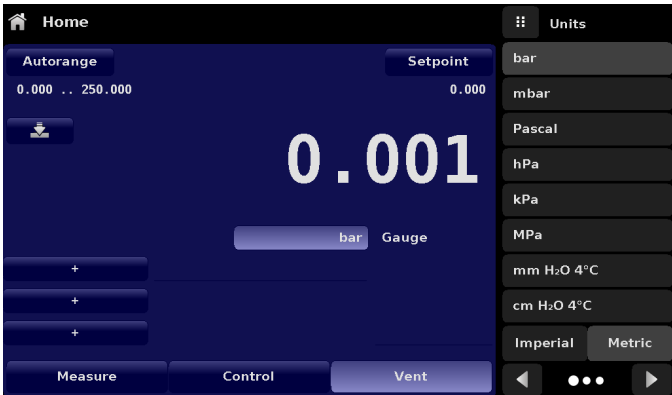 Home
Units
Autorange
Setpoint
0.000 .. 250.000
0.000
0.001
bar
Gauge
+
+
+
Measure
Control
Vent
bar
mbar
Pascal
hPa
kPa
MPa
mm H₂O 4°C
cm H₂O 4°C
Imperial
Metric